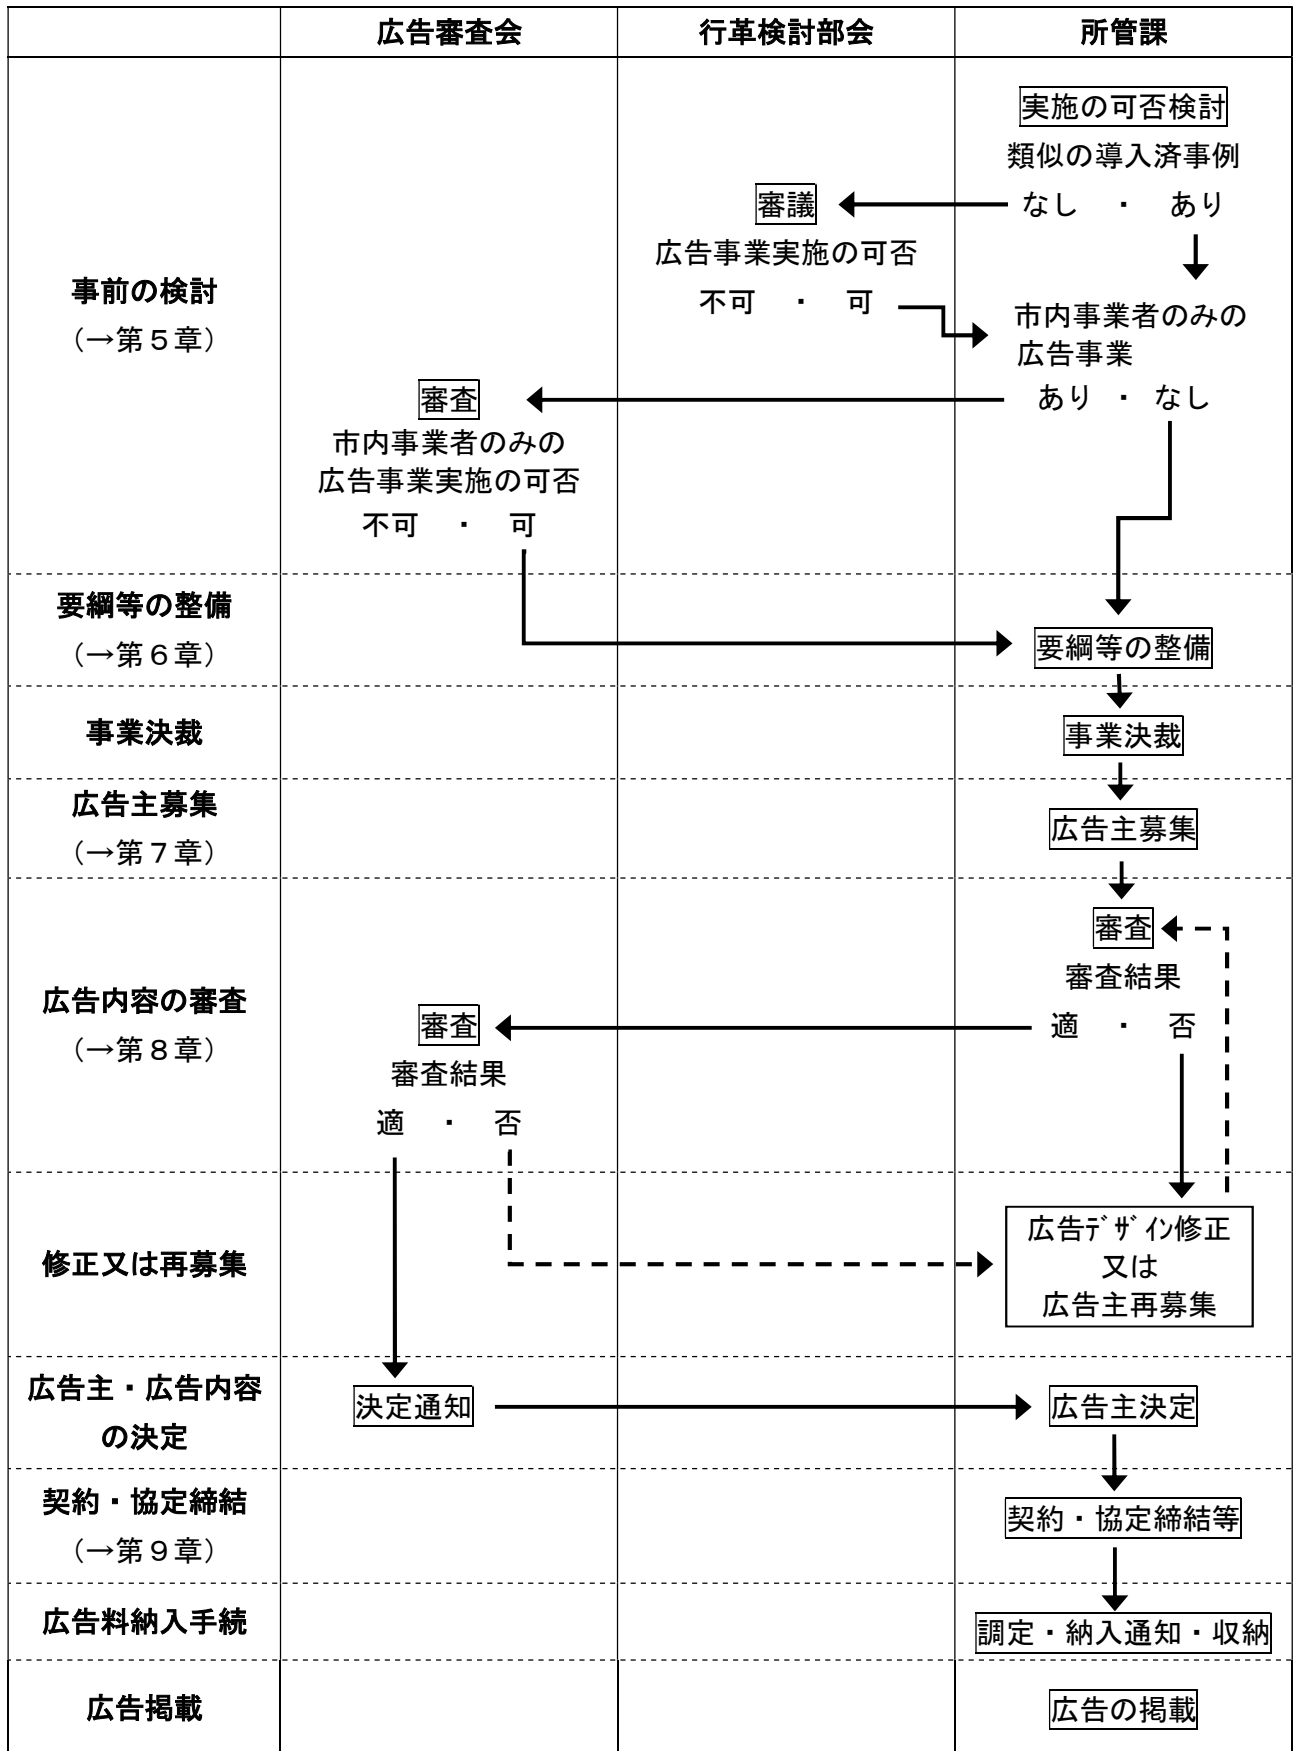 広告審査会
行革検討部会
所管課
事前の検討
（→第５章）
実施の可否検討
類似の導入済事例
なし　・　あり
審議
広告事業実施の可否
不可　・　可
市内事業者のみの
広告事業
あり　・　なし
審査
市内事業者のみの
広告事業実施の可否
不可　・　可
要綱等の整備
（→第６章）
要綱等の整備
事業決裁
事業決裁
広告主募集
（→第７章）
広告主募集
広告内容の審査
（→第８章）
審査
審査結果
適　・　否
審査
審査結果
適　・　否
修正又は再募集
広告ﾃﾞｻﾞｲﾝ修正
又は
広告主再募集
広告主・広告内容
の決定
決定通知
広告主決定
契約・協定締結
（→第９章）
契約・協定締結等
広告料納入手続
調定・納入通知・収納
広告掲載
広告の掲載